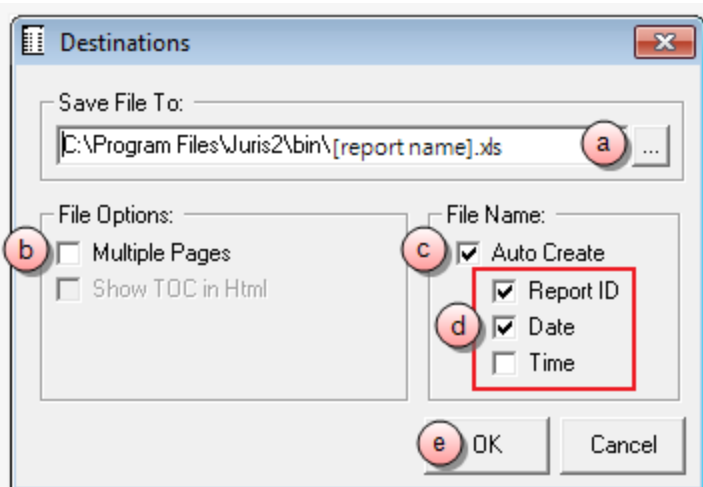 Destinations
Save File To:
C:\Program Files\Juris2\bin\[report name].xls
a
...
File Options:
b
Multiple Pages
Show TOC in Html
File Name:
c
Auto Create
Report ID
d
Date
Time
e
OK
Cancel